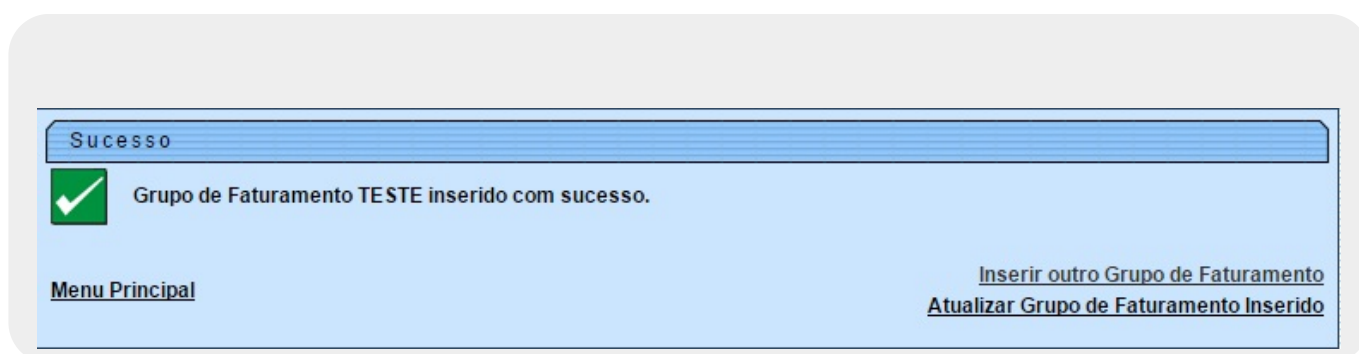 Sucesso
Grupo de Faturamento TESTE inserido com sucesso.
Inserir outro Grupo de Faturamento
Menu Principal
Atualizar Grupo de Faturamento Inserido